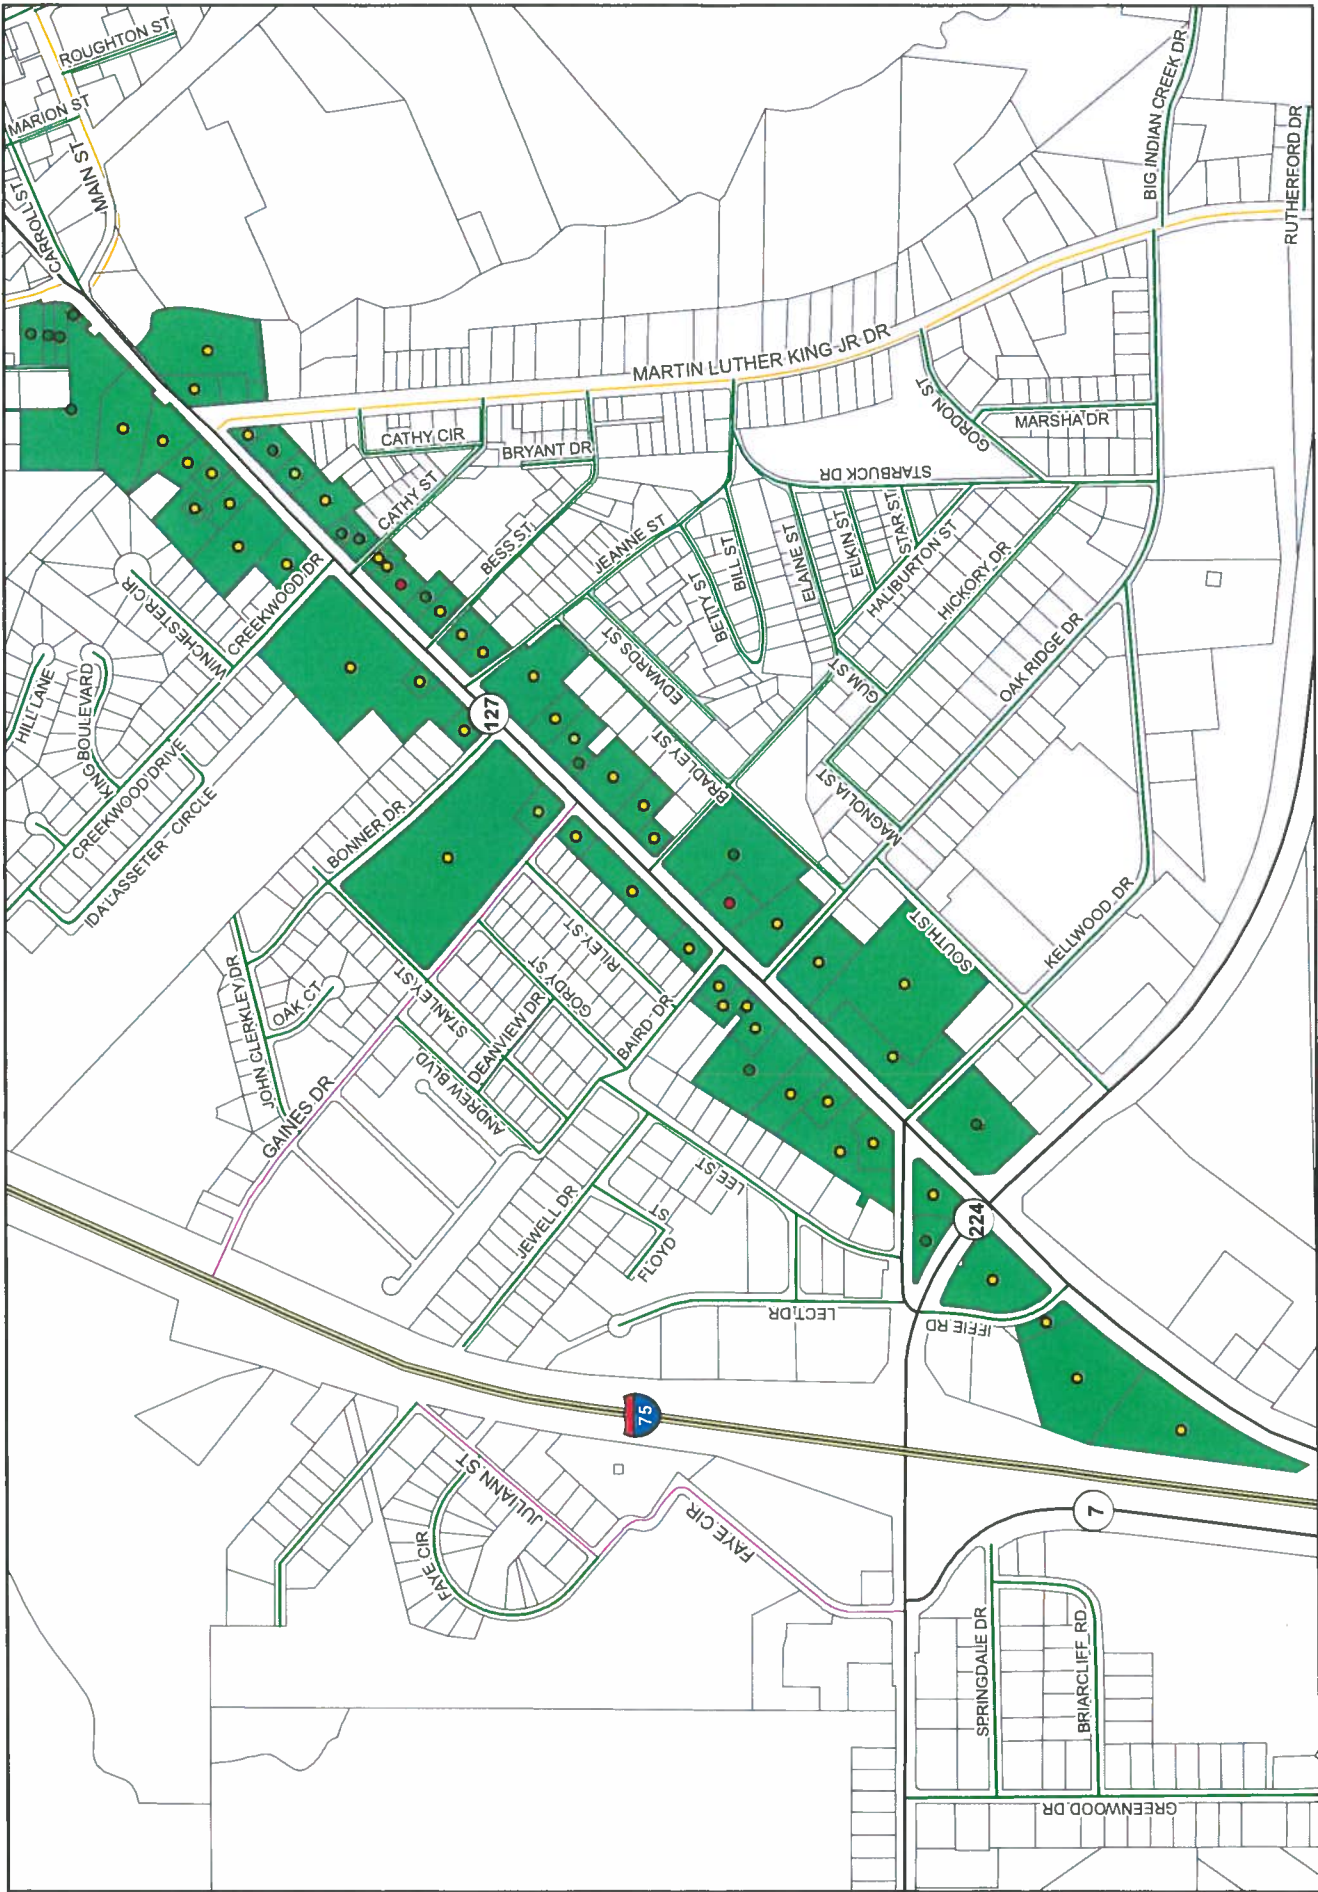 ROUGHTON ST
MARION ST
MAIN ST
CARROLL ST
BIG INDIAN CREEK DR
RUTHERFORD DR
MARTIN LUTHER KING JR DR
GORDON ST
MARSHA DR
CATHY CIR
BRYANT DR
CATHY ST
STARBUCK DR
BESS ST
JEANNE ST
BETTY ST
BILL ST
ELAINE ST
ELKIN ST
STAR ST
HALIBURTON ST
HICKORY DR
WINCHESTER CIR
CREEKWOOD DR
HILL LANE
KING BOULEVARD
CREEKWOOD DRIVE
IDA LASSETER CIRCLE
EDWARDS ST
GUM ST
OAK RIDGE DR
127
BRADLEY ST
MAGNOLIA ST
BONNER DR
SOUTH ST
KELLWOOD DR
JOHN CLERKLEY DR
OAK CT
STANLEY ST
RILEY ST
GORDY ST
DEANVIEW DR
BAIRD DR
ANDREW BLVD
GAINES DR
LEE ST
JEWELL DR
FLOYD ST
224
LECT DR
IFFIE RD
75
JULIANN ST
FAYE CIR
FAYE CIR
7
SPRINGDALE DR
BRIARCLIFF RD
GREENWOOD DR